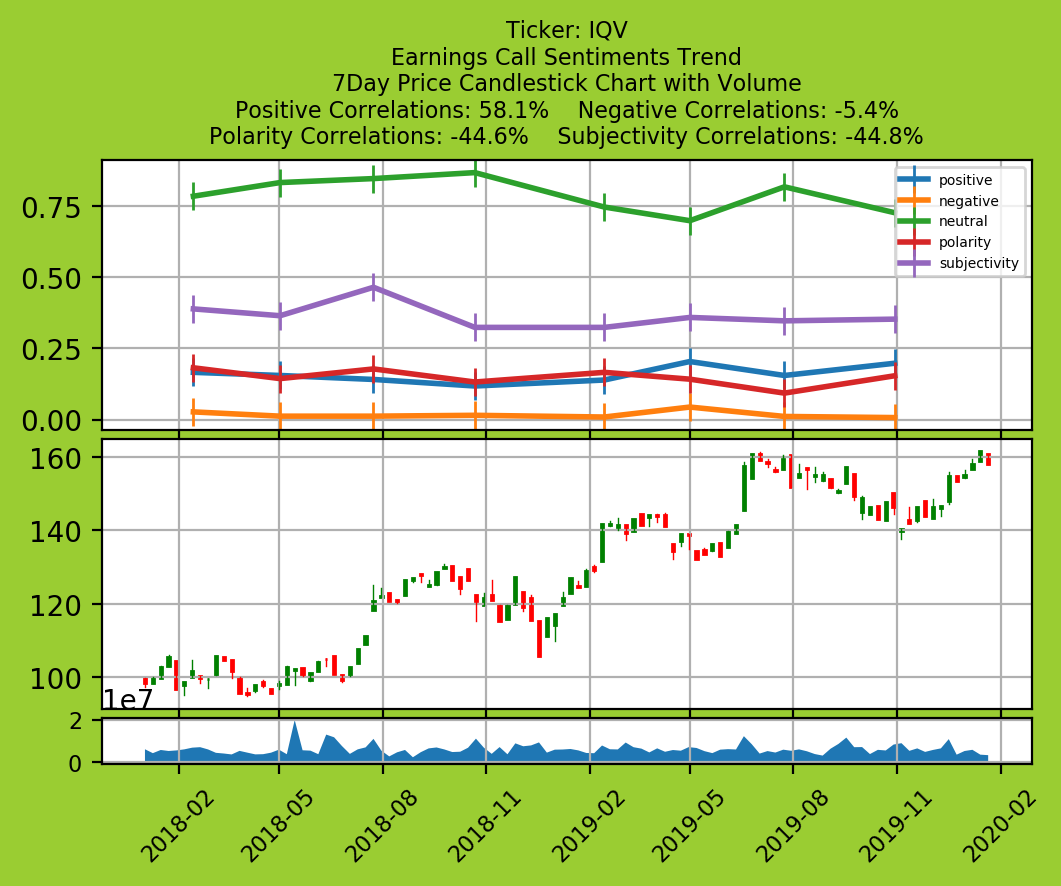 Ticker: IQV
Earnings Call Sentiments Trend
7Day Price Candlestick Chart with Volume
Positive Correlations: 58.1%    Negative Correlations: -5.4%
Polarity Correlations: -44.6%    Subjectivity Correlations: -44.8%
positive
negative
neutral
polarity
subjectivity
0.75
0.50
0.25
0.00
160
140
120
100
1e7
2
0
2018-02
2018-05
2018-08
2018-11
2019-02
2019-05
2019-08
2019-11
2020-02